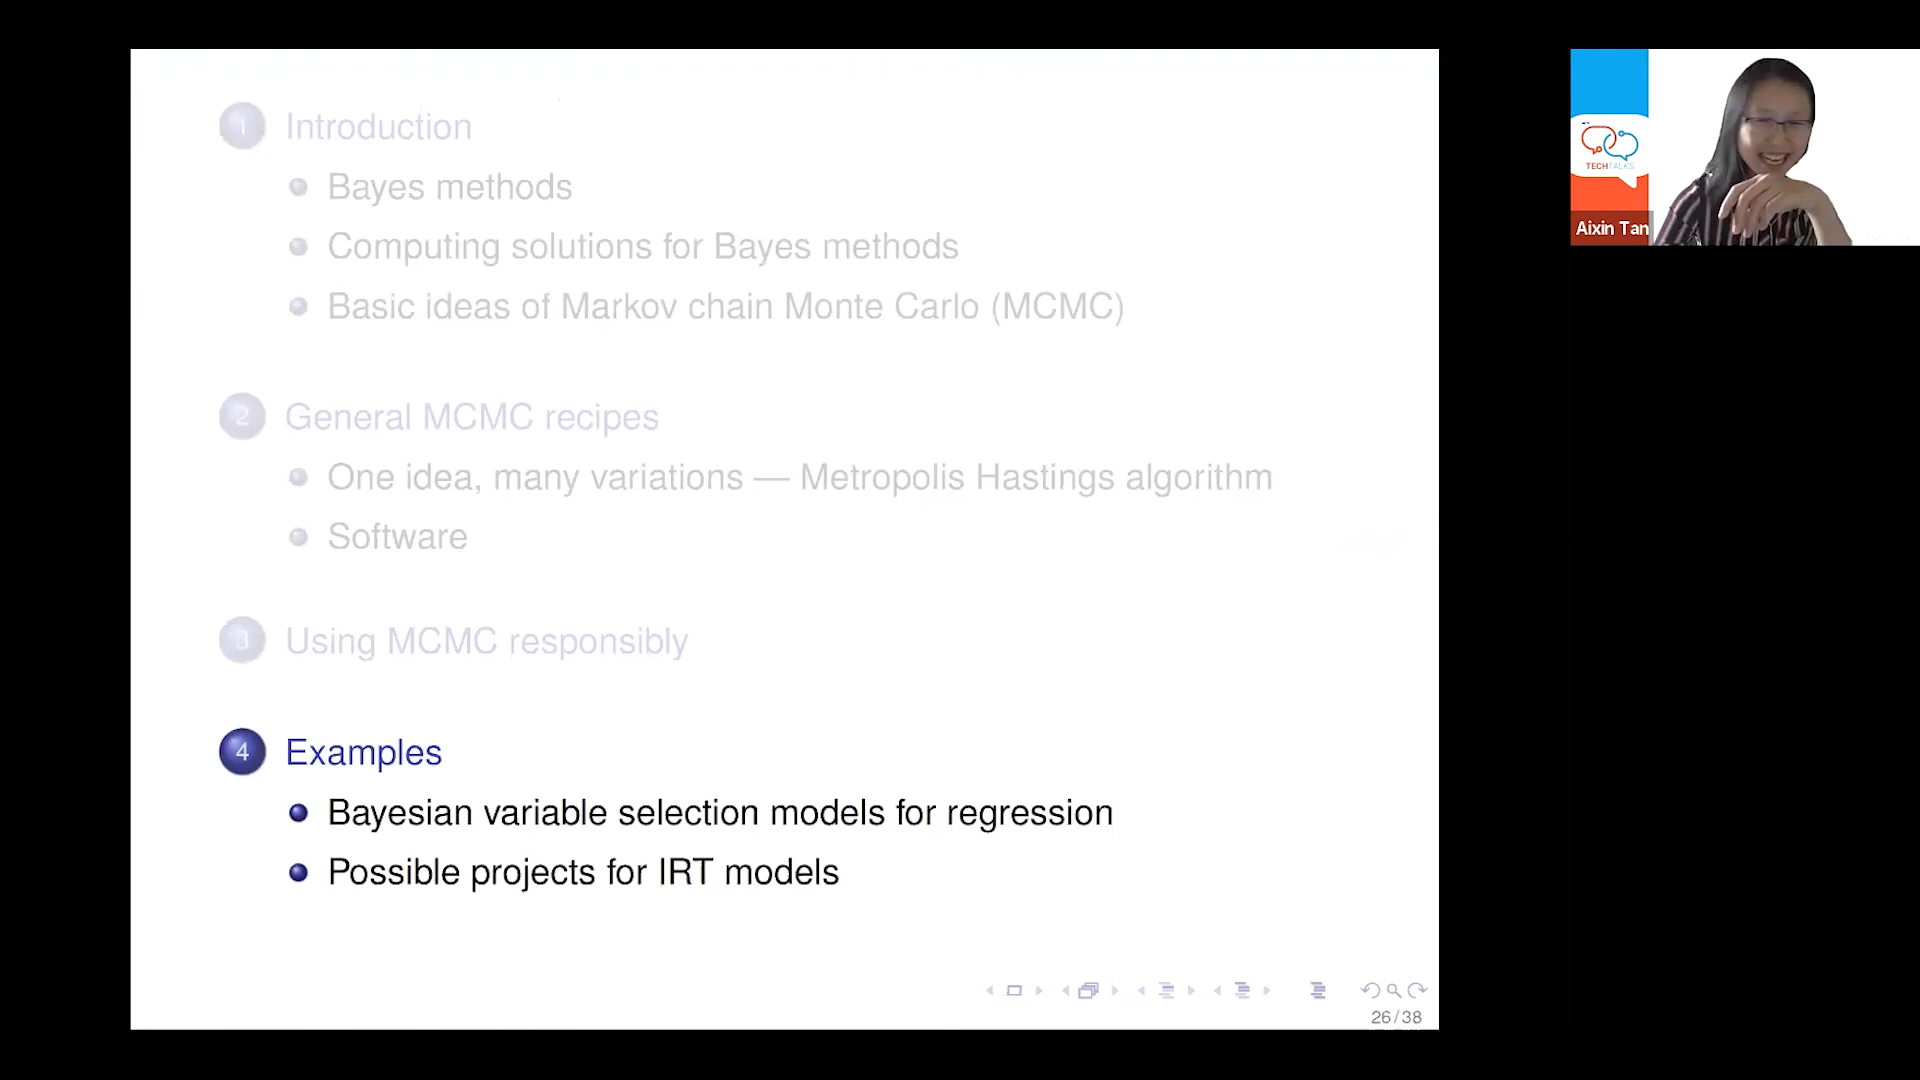 1 Introduction
Bayes methods
Computing solutions for Bayes methods
Basic ideas of Markov chain Monte Carlo (MCMC)
2 General MCMC recipes
One idea, many variations — Metropolis Hastings algorithm
Software
3 Using MCMC responsibly
4 Examples
Bayesian variable selection models for regression
Possible projects for IRT models
26/38
TECHTALKS
Aixin Tan